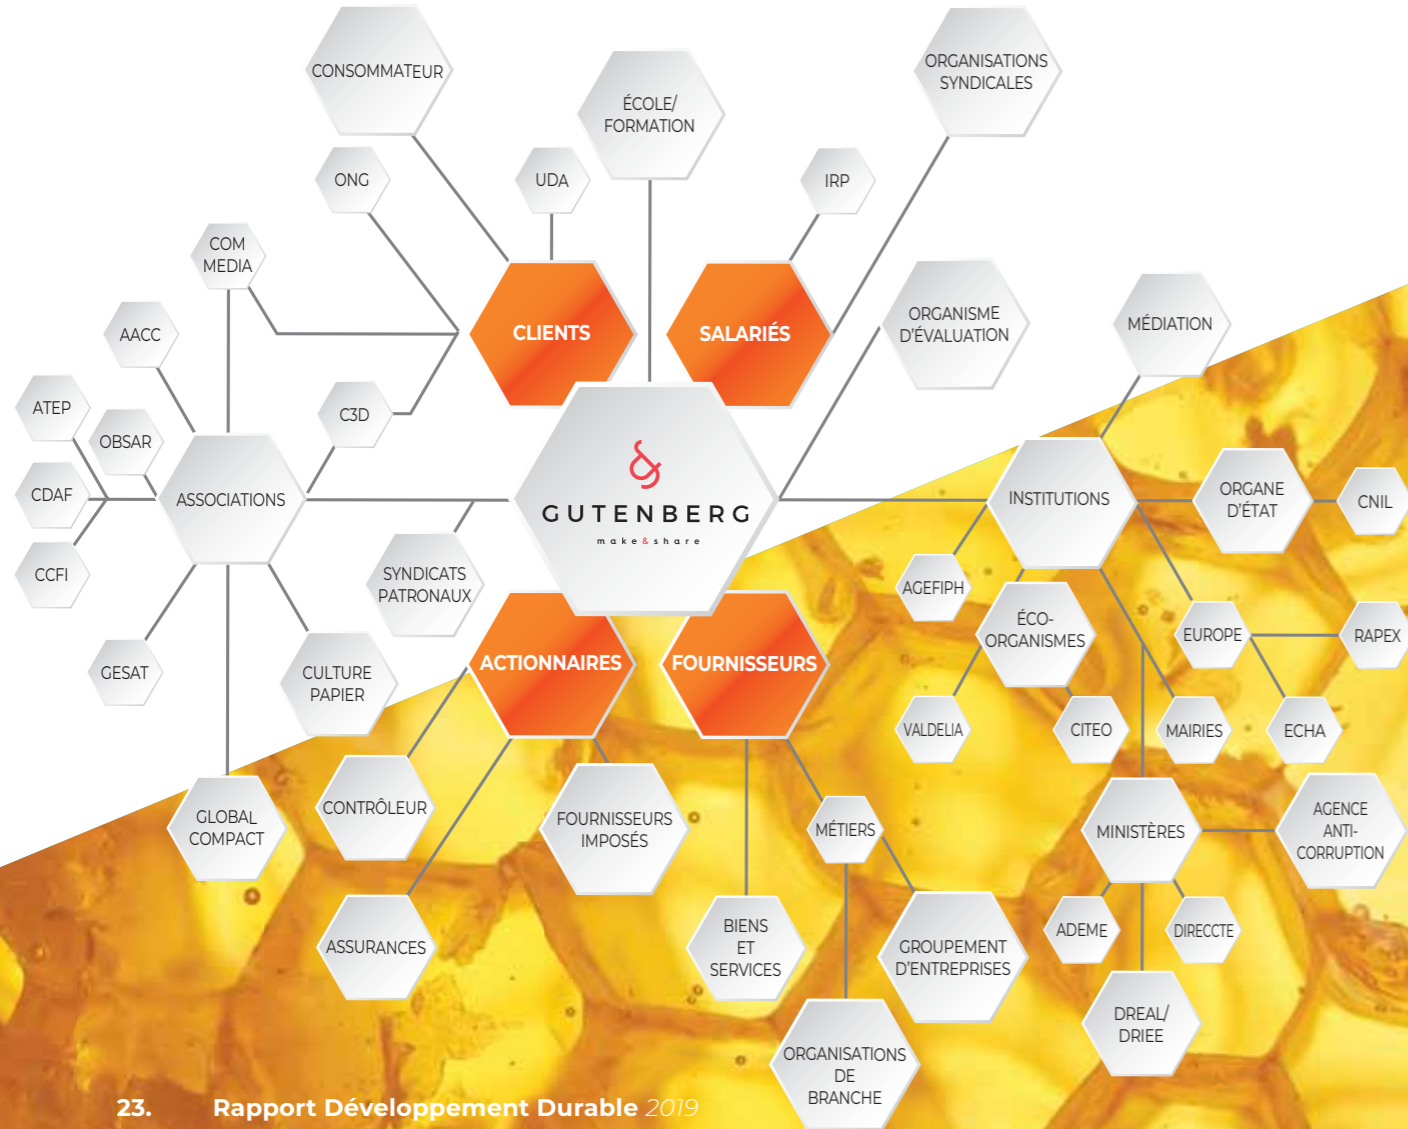 CONSOMMATEUR
ÉCOLE/
FORMATION
ORGANISATIONS
SYNDICALES
ONG
UDA
IRP
COM
MEDIA
AACC
CLIENTS
SALARIÉS
ORGANISME
D'ÉVALUATION
MÉDIATION
ATEP
OBSAR
C3D
CDAF
ASSOCIATIONS
&
GUTENBERG
make&share
INSTITUTIONS
ORGANE
D'ÉTAT
CNIL
CCFI
SYNDICATS
PATRONAUX
AGEFIPH
ÉCO-
ORGANISMES
EUROPE
RAPEX
GESAT
CULTURE
PAPIER
ACTIONNAIRES
FOURNISSEURS
VALDELIA
CITEO
MAIRIES
ECHA
GLOBAL
COMPACT
CONTRÔLEUR
FOURNISSEURS
IMPOSÉS
MÉTIERS
MINISTÈRES
AGENCE
ANTI-
CORRUPTION
ASSURANCES
BIENS
ET
SERVICES
GROUPEMENT
D'ENTREPRISES
ADEME
DIRECCTE
DREAL/
DRIEE
ORGANISATIONS
DE
BRANCHE
23. Rapport Développement Durable 2019